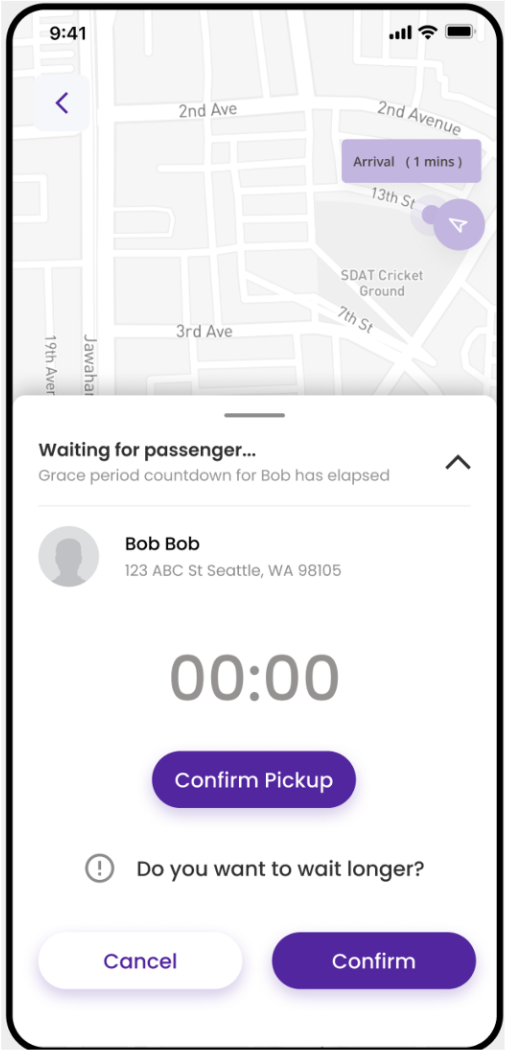 9:41
2nd Ave
2nd Avenue
Arrival ( 1 mins )
13th St
SDAT Cricket
Ground
7th St
3rd Ave
19th Aver
Jawahar
Waiting for passenger...
Grace period countdown for Bob has elapsed
Bob Bob
123 ABC St Seattle, WA 98105
00:00
Confirm Pickup
Do you want to wait longer?
Cancel
Confirm